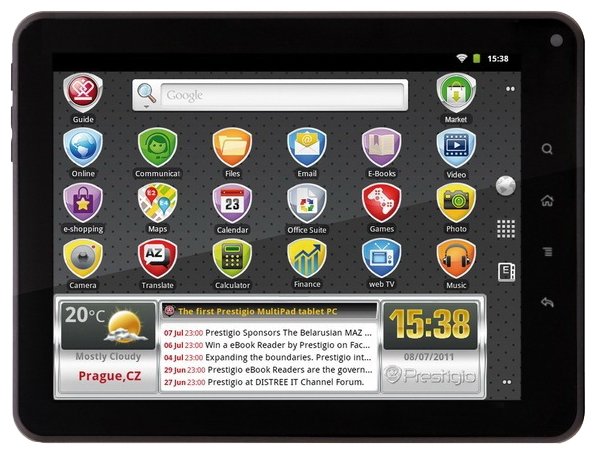 15:38
Google
Guide
Market
Online
Communicat
Files
Email
E-Books
Video
e-shopping
E2
E4
Maps
23
Calendar
Office Suite
Games
Photo
Camera
AZ
Translate
Calculator
Finance
web TV
Music
E
20°C
Mostly Cloudy
Prague,CZ
The first Prestigio MultiPad tablet PC
07 Jul 23:00 Prestigio Sponsors The Belarusian MAZ ...
06 Jul 23:00 Win a eBook Reader by Prestigio on Fac...
04 Jul 23:00 Expanding the boundaries. Prestigio int...
29 Jun 23:00 Prestigio eBook Readers are the govern...
27 Jun 23:00 Prestigio at DISTREE IT Channel Forum.
15:38
08/07/2011
Prestigio